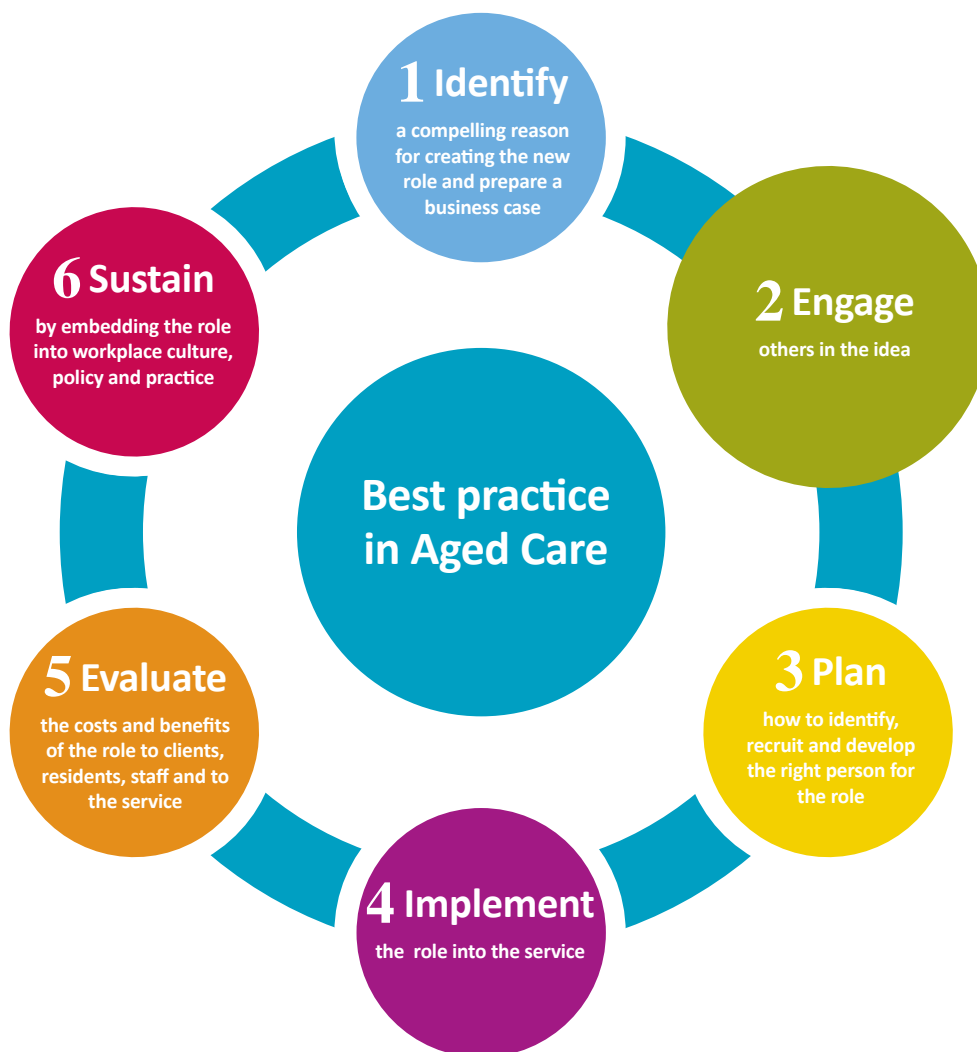 1 Identify
a compelling reason
for creating the new
role and prepare a
business case
2 Engage
others in the idea
3 Plan
how to identify,
recruit and develop
the right person for
the role
4 Implement
the role into the service
5 Evaluate
the costs and benefits
of the role to clients,
residents, staff and to
the service
6 Sustain
by embedding the role
into workplace culture,
policy and practice
Best practice
in Aged Care